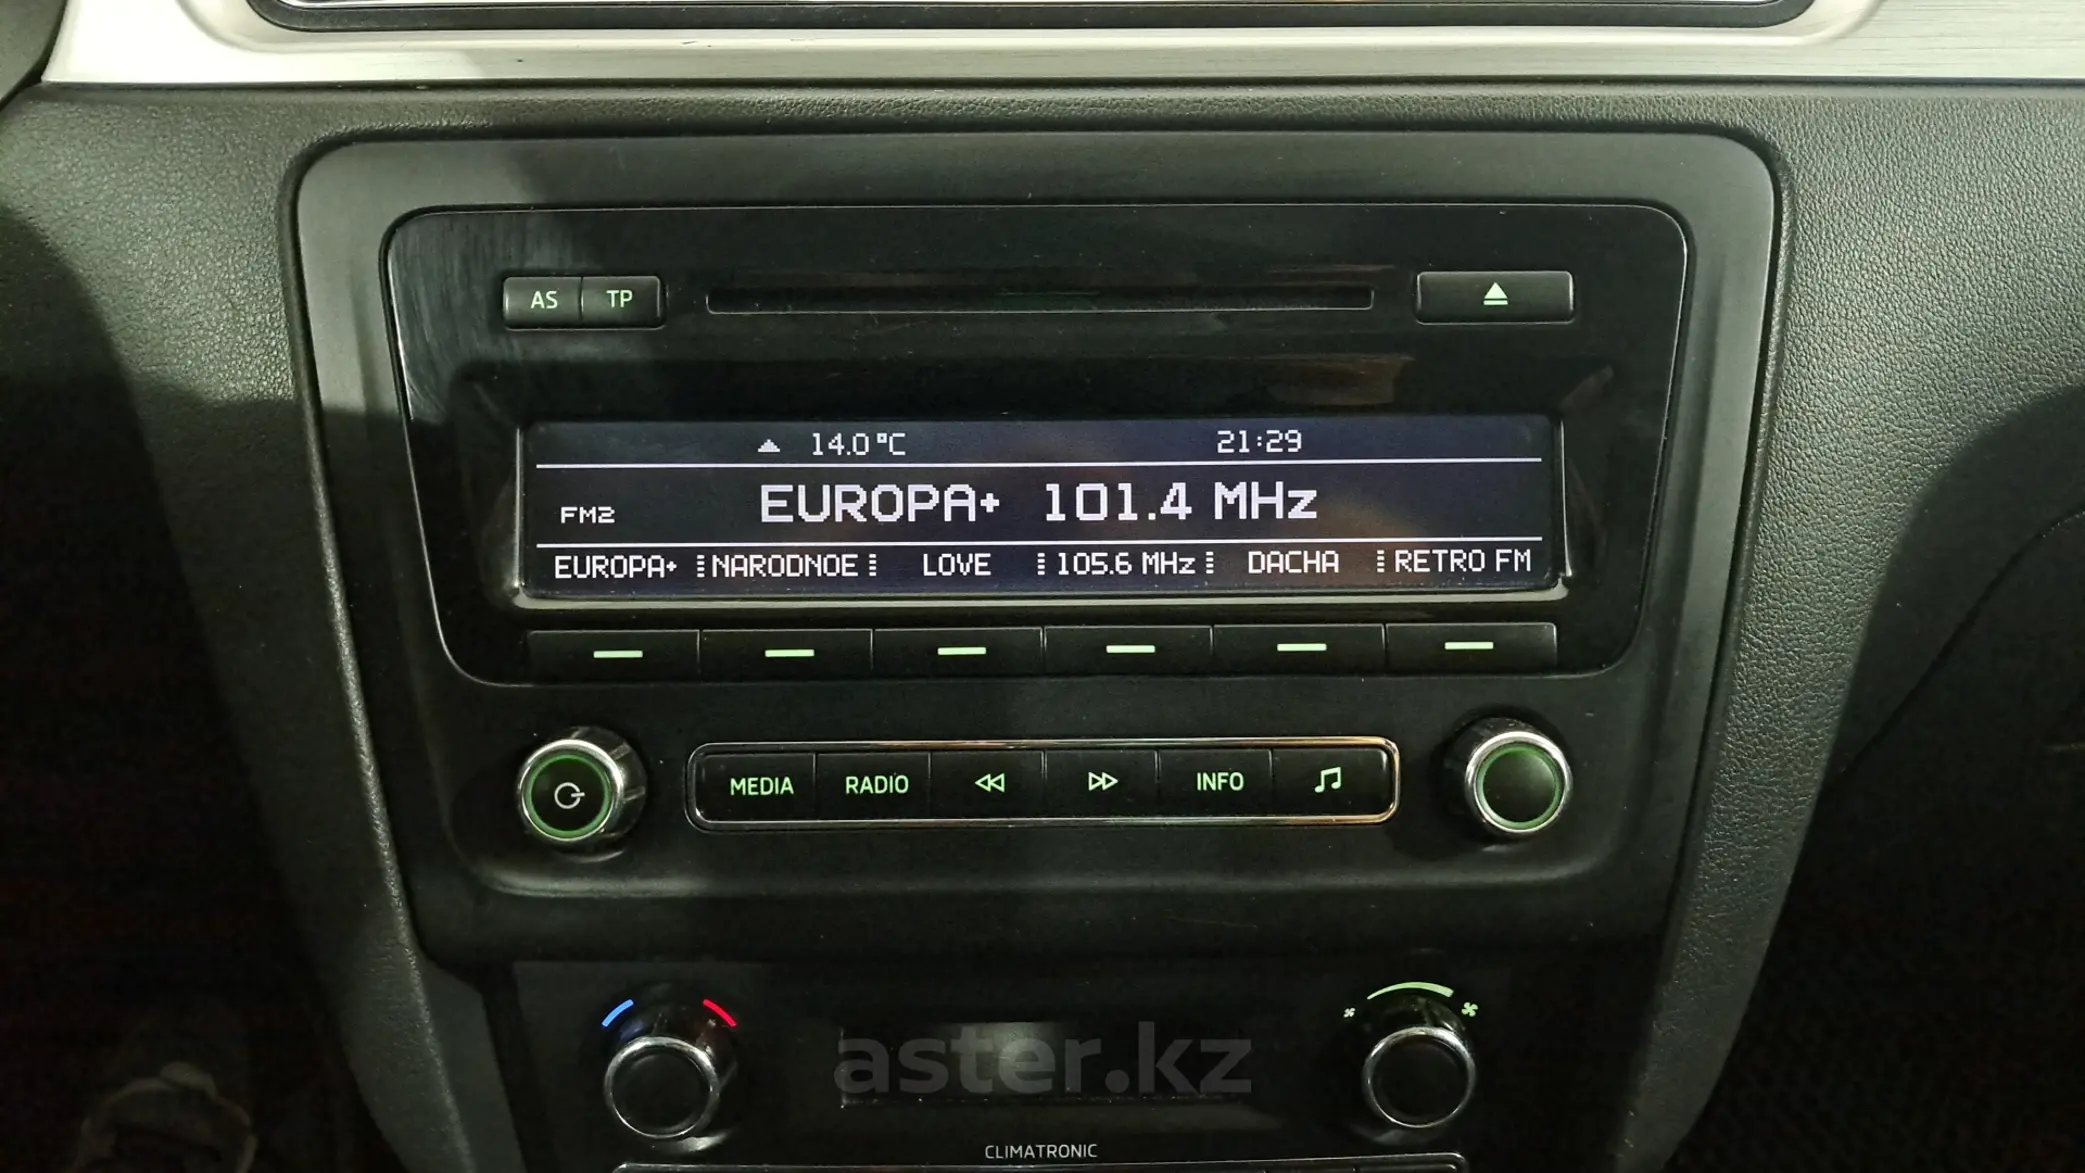 AS TP
14.0°C 21:29
FM2 EUROPA+ 101.4 MHz
EUROPA+ NARODNOE LOVE 105.6 MHz DACHA RETRO FM
MEDIA RADIO INFO
aster.kz
CLIMATRONIC